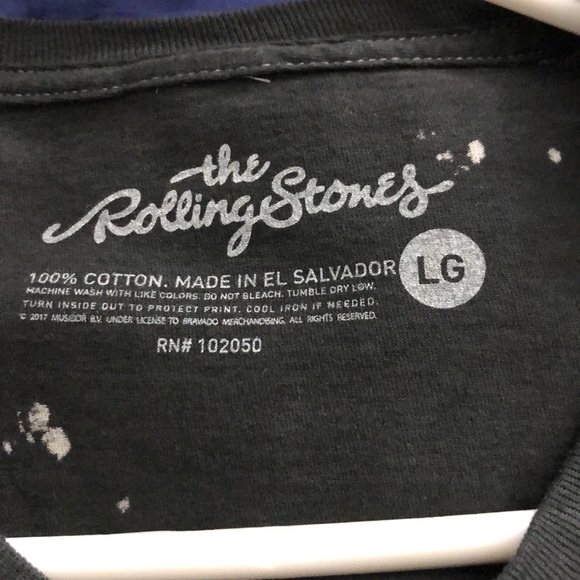 the
Rolling Stones
100% COTTON. MADE IN EL SALVADOR
LG
MACHINE WASH WITH LIKE COLORS. DO NOT BLEACH. TUMBLE DRY LOW.
TURN INSIDE OUT TO PROTECT PRINT. COOL IRON IF NEEDED.
© 2017 MUSIDOR B.V. UNDER LICENSE TO BRAVADO MERCHANDISING. ALL RIGHTS RESERVED.
RN# 102050